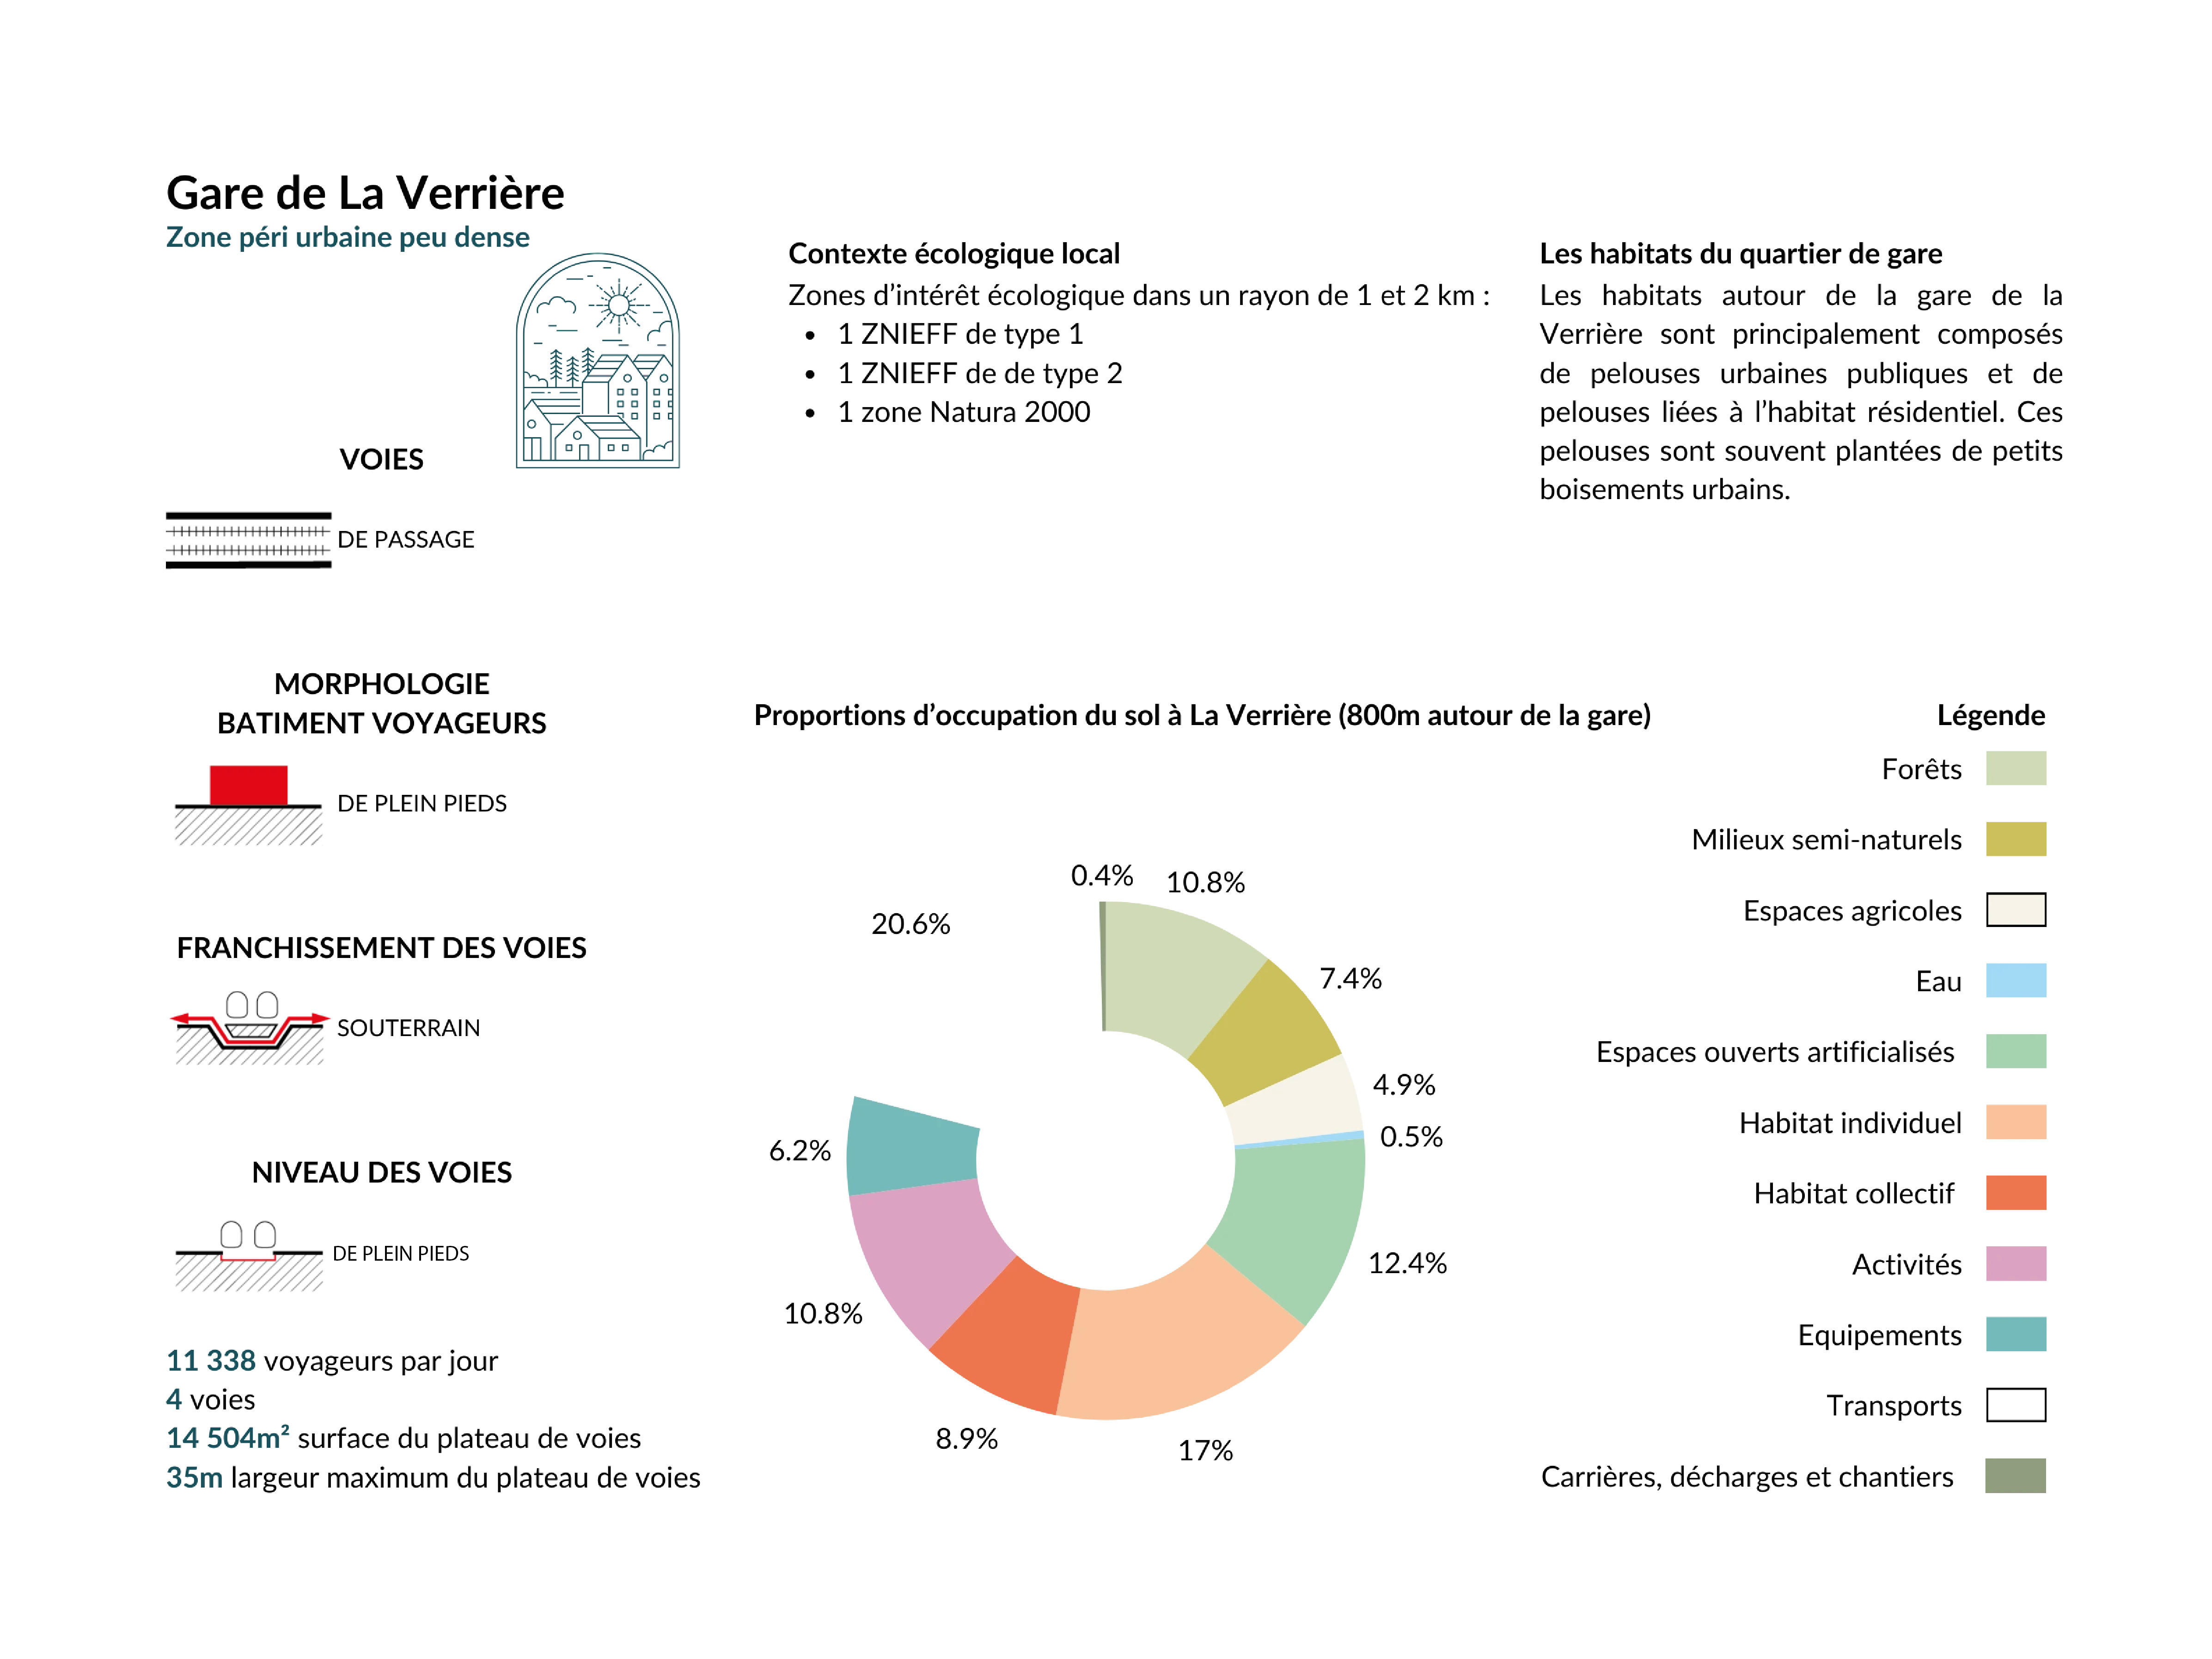 Gare de La Verrière
Zone péri urbaine peu dense
VOIES
DE PASSAGE
MORPHOLOGIE
BATIMENT VOYAGEURS
DE PLEIN PIEDS
FRANCHISSEMENT DES VOIES
SOUTERRAIN
NIVEAU DES VOIES
DE PLEIN PIEDS
11 338 voyageurs par jour
4 voies
14 504m² surface du plateau de voies
35m largeur maximum du plateau de voies
Contexte écologique local
Zones d’intérêt écologique dans un rayon de 1 et 2 km :
• 1 ZNIEFF de type 1
• 1 ZNIEFF de de type 2
• 1 zone Natura 2000
Les habitats du quartier de gare
Les habitats autour de la gare de la
Verrière sont principalement composés
de pelouses urbaines publiques et de
pelouses liées à l’habitat résidentiel. Ces
pelouses sont souvent plantées de petits
boisements urbains.
Proportions d’occupation du sol à La Verrière (800m autour de la gare)
0.4%
10.8%
7.4%
4.9%
0.5%
12.4%
17%
8.9%
10.8%
6.2%
20.6%
Légende
Forêts
Milieux semi-naturels
Espaces agricoles
Eau
Espaces ouverts artificialisés
Habitat individuel
Habitat collectif
Activités
Equipements
Transports
Carrières, décharges et chantiers